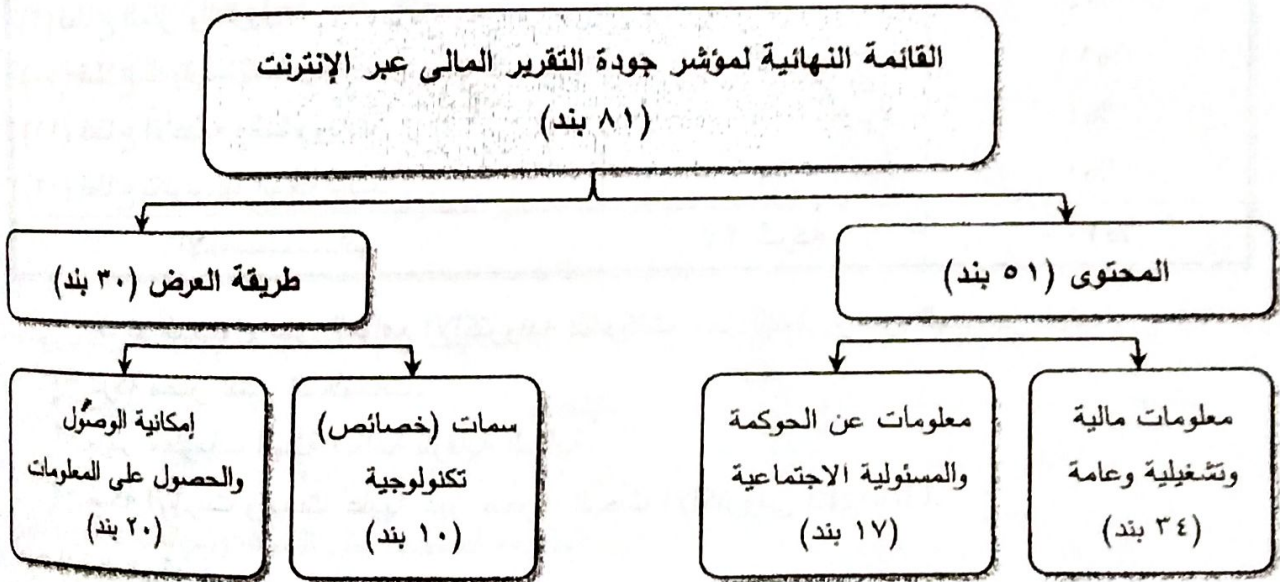 القائمة النهائية لمؤشر جودة التقرير المالى عبر الإنترنت
(٨١ بند)
المحتوى (٥١ بند)
طريقة العرض (٣٠ بند)
معلومات مالية
وتشغيلية وعامة
(٣٤ بند)
معلومات عن الحوكمة
والمسئولية الاجتماعية
(١٧ بند)
سمات (خصائص)
تكنولوجية
(١٠ بند)
إمكانية الوصول
والحصول على المعلومات
(٢٠ بند)